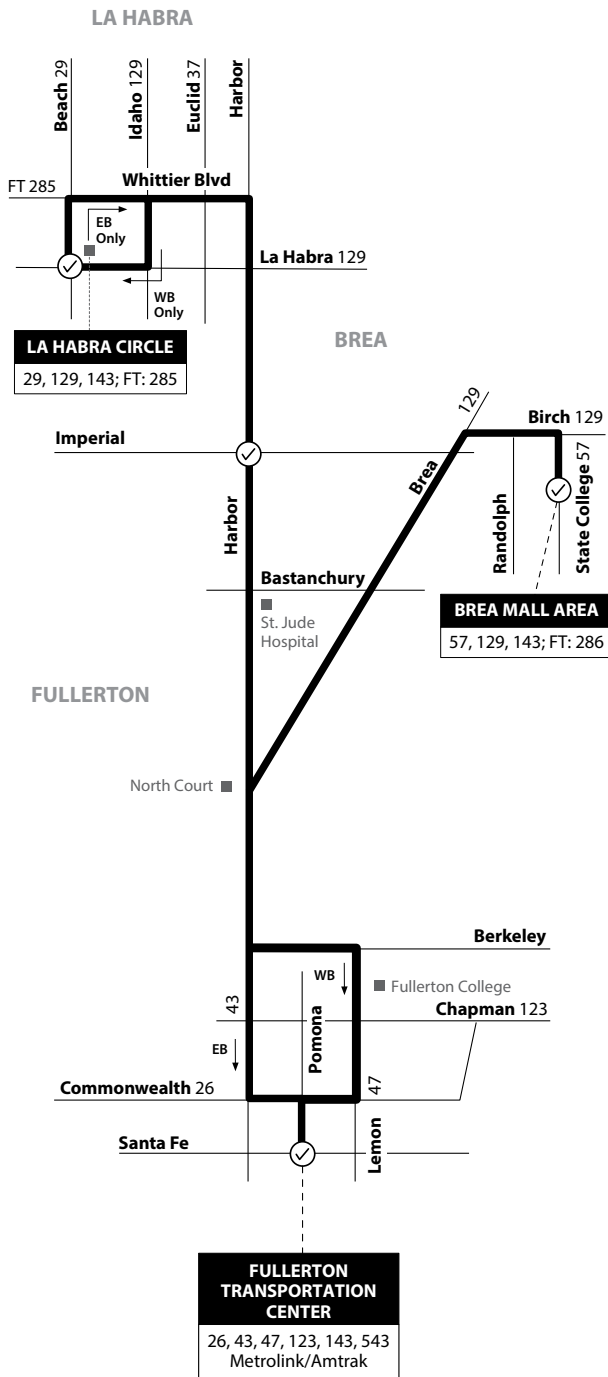 LA HABRA
Beach 29
Idaho 129
Euclid 37
Harbor
FT 285
Whittier Blvd
EB
Only
La Habra 129
WB
Only
LA HABRA CIRCLE
29, 129, 143; FT: 285
BREA
129
Birch 129
Imperial
Brea
Randolph
State College 57
Harbor
Bastanchury
St. Jude
Hospital
BREA MALL AREA
57, 129, 143; FT: 286
FULLERTON
North Court
Berkeley
WB
Fullerton College
43
Chapman 123
Pomona
EB
47
Commonwealth 26
Lemon
Santa Fe
FULLERTON
TRANSPORTATION
CENTER
26, 43, 47, 123, 143, 543
Metrolink/Amtrak